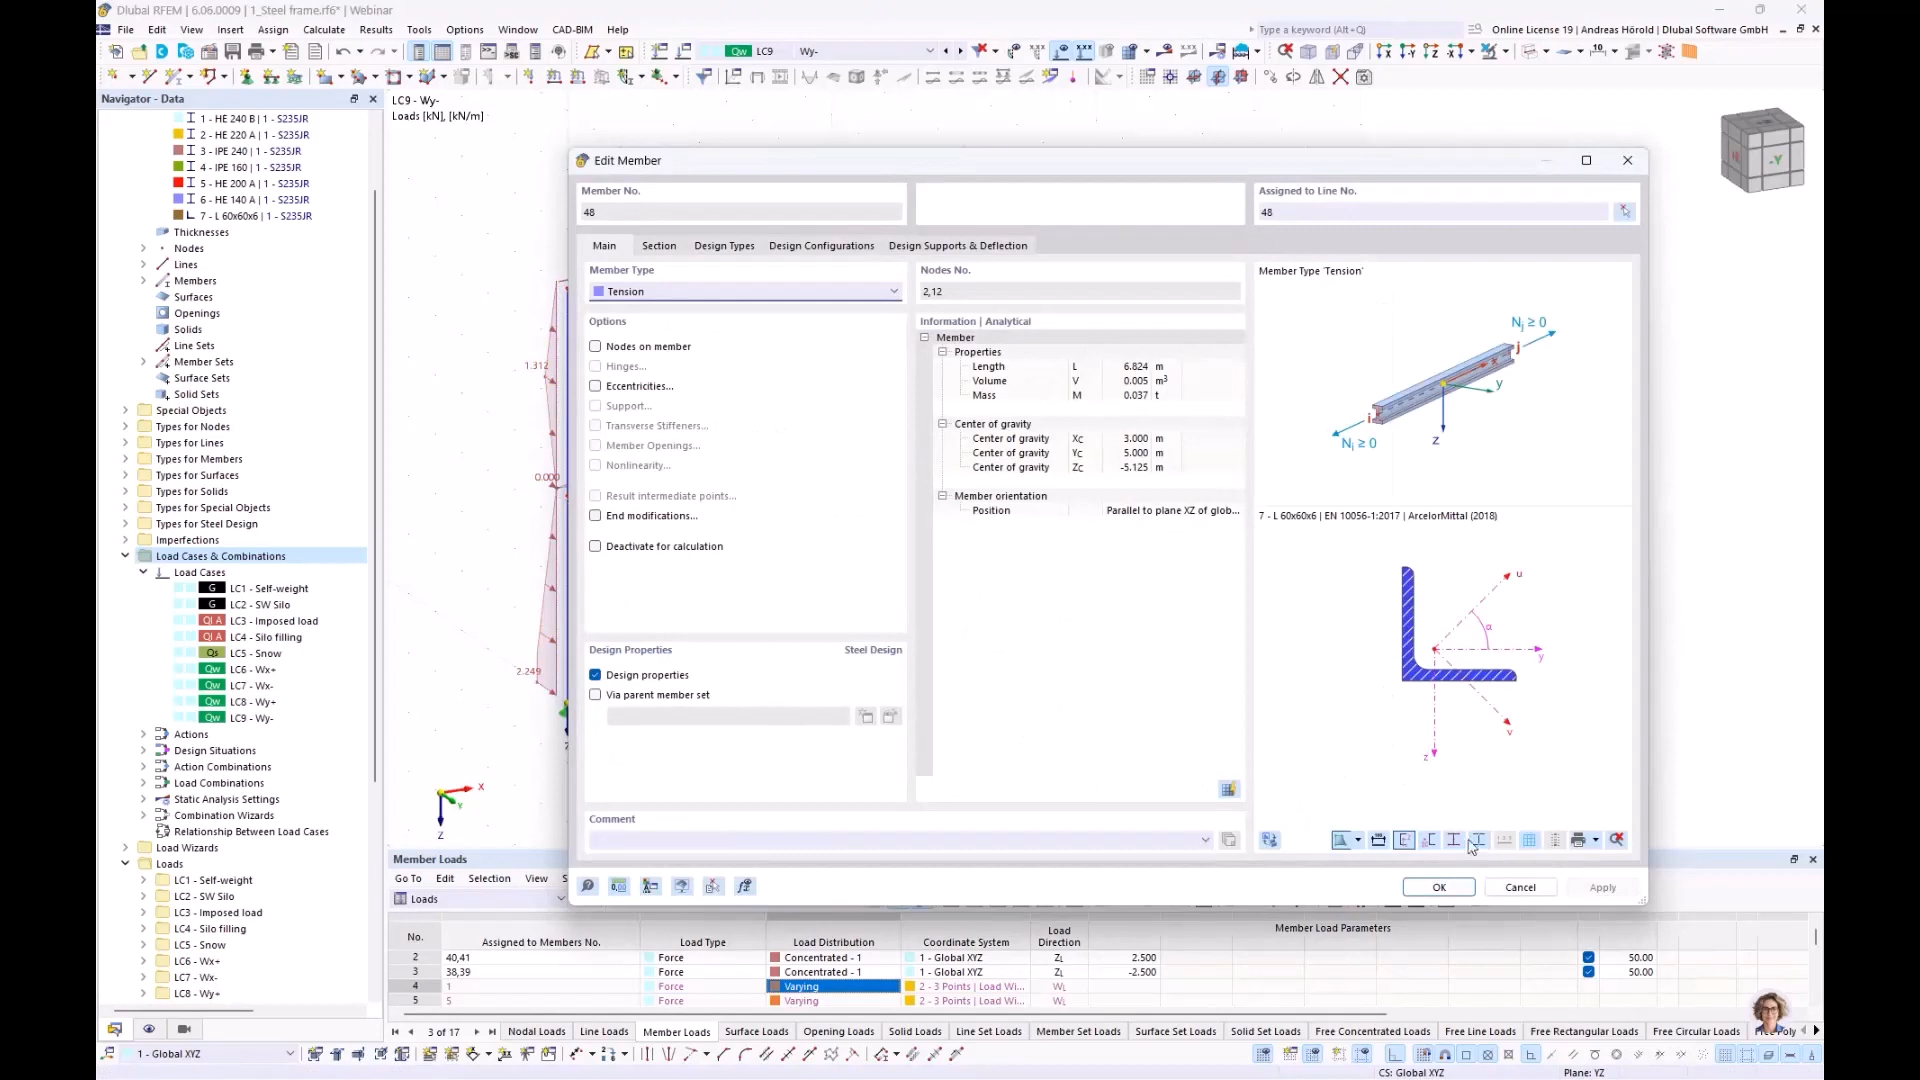 Dlubal RFEM | 6.06.0009 | 1_Steel frame.rf6* | Webinar
File Edit View Insert Assign Calculate Results Tools Options Window CAD-BIM Help
Type a keyword (Alt+Q)
Online License 19 | Andreas Hörold | Dlubal Software GmbH
Qw LC9 Wy-
Navigator - Data
1 - HE 240 B | 1 - S235JR
2 - HE 220 A | 1 - S235JR
3 - IPE 240 | 1 - S235JR
4 - IPE 160 | 1 - S235JR
5 - HE 200 A | 1 - S235JR
6 - HE 140 A | 1 - S235JR
7 - L 60x60x6 | 1 - S235JR
Thicknesses
Nodes
Lines
Members
Surfaces
Openings
Solids
Line Sets
Member Sets
Surface Sets
Solid Sets
Special Objects
Types for Nodes
Types for Lines
Types for Members
Types for Surfaces
Types for Solids
Types for Special Objects
Types for Steel Design
Imperfections
Load Cases & Combinations
Load Cases
G LC1 - Self-weight
G LC2 - SW Silo
QI A LC3 - Imposed load
QI A LC4 - Silo filling
Qs LC5 - Snow
Qw LC6 - Wx+
Qw LC7 - Wx-
Qw LC8 - Wy+
Qw LC9 - Wy-
Actions
Design Situations
Action Combinations
Load Combinations
Static Analysis Settings
Combination Wizards
Relationship Between Load Cases
Load Wizards
Loads
LC1 - Self-weight
LC2 - SW Silo
LC3 - Imposed load
LC4 - Silo filling
LC5 - Snow
LC6 - Wx+
LC7 - Wx-
LC8 - Wy+
LC9 - Wy-
Loads [kN], [kN/m]
1.312
0.000
2.249
X
Y
Z
-Y
Edit Member
Member No.
48
Assigned to Line No.
48
Main Section Design Types Design Configurations Design Supports & Deflection
Member Type
Tension
Options
Nodes on member
Hinges...
Eccentricities...
Support...
Transverse Stiffeners...
Member Openings...
Nonlinearity...
Result intermediate points...
End modifications...
Deactivate for calculation
Design Properties Steel Design
Design properties
Via parent member set
Comment
Nodes No.
2,12
Information | Analytical
Member
Properties
Length L 6.824 m
Volume V 0.005 m3
Mass M 0.037 t
Center of gravity
Center of gravity XC 3.000 m
Center of gravity YC 5.000 m
Center of gravity ZC -5.125 m
Member orientation
Position Parallel to plane XZ of glob...
Member Type 'Tension'
Nj ≥ 0
j
x
y
i
Ni ≥ 0
z
7 - L 60x60x6 | EN 10056-1:2017 | ArcelorMittal (2018)
u
α
y
v
z
OK Cancel Apply
Member Loads
Go To Edit Selection View
Loads
No. Assigned to Members No. Load Type Load Distribution Coordinate System Load Direction Member Load Parameters
2 40,41 Force Concentrated - 1 1 - Global XYZ ZL 2.500 50.00
3 38,39 Force Concentrated - 1 1 - Global XYZ ZL -2.500 50.00
4 1 Force Varying 2 - 3 Points | Load Wi... WL
5 5 Force Varying 2 - 3 Points | Load Wi... WL
3 of 17 Nodal Loads Line Loads Member Loads Surface Loads Opening Loads Solid Loads Line Set Loads Member Set Loads Surface Set Loads Solid Set Loads Free Concentrated Loads Free Line Loads Free Rectangular Loads Free Circular Loads
1 - Global XYZ
CS: Global XYZ Plane: YZ